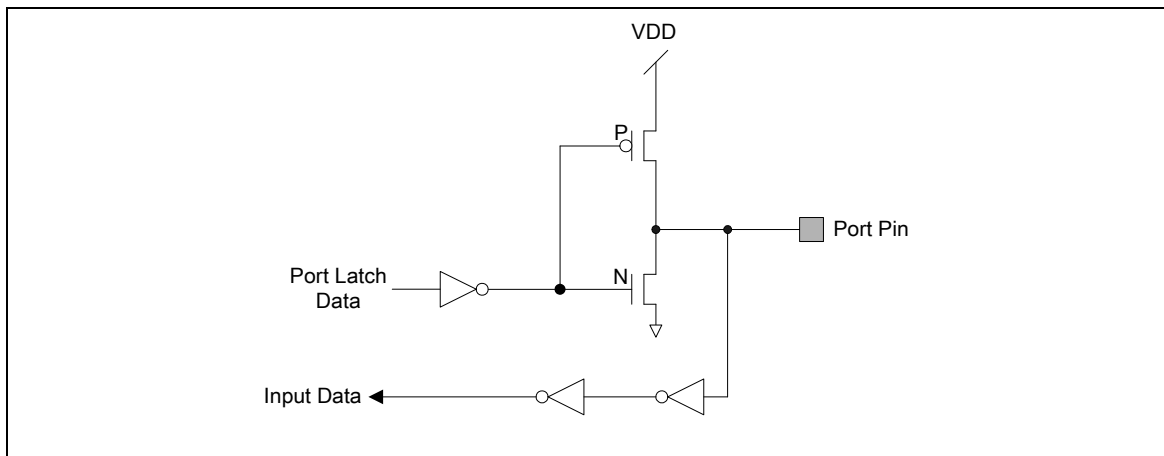 VDD
P
Port Pin
N
Port Latch
Data
Input Data